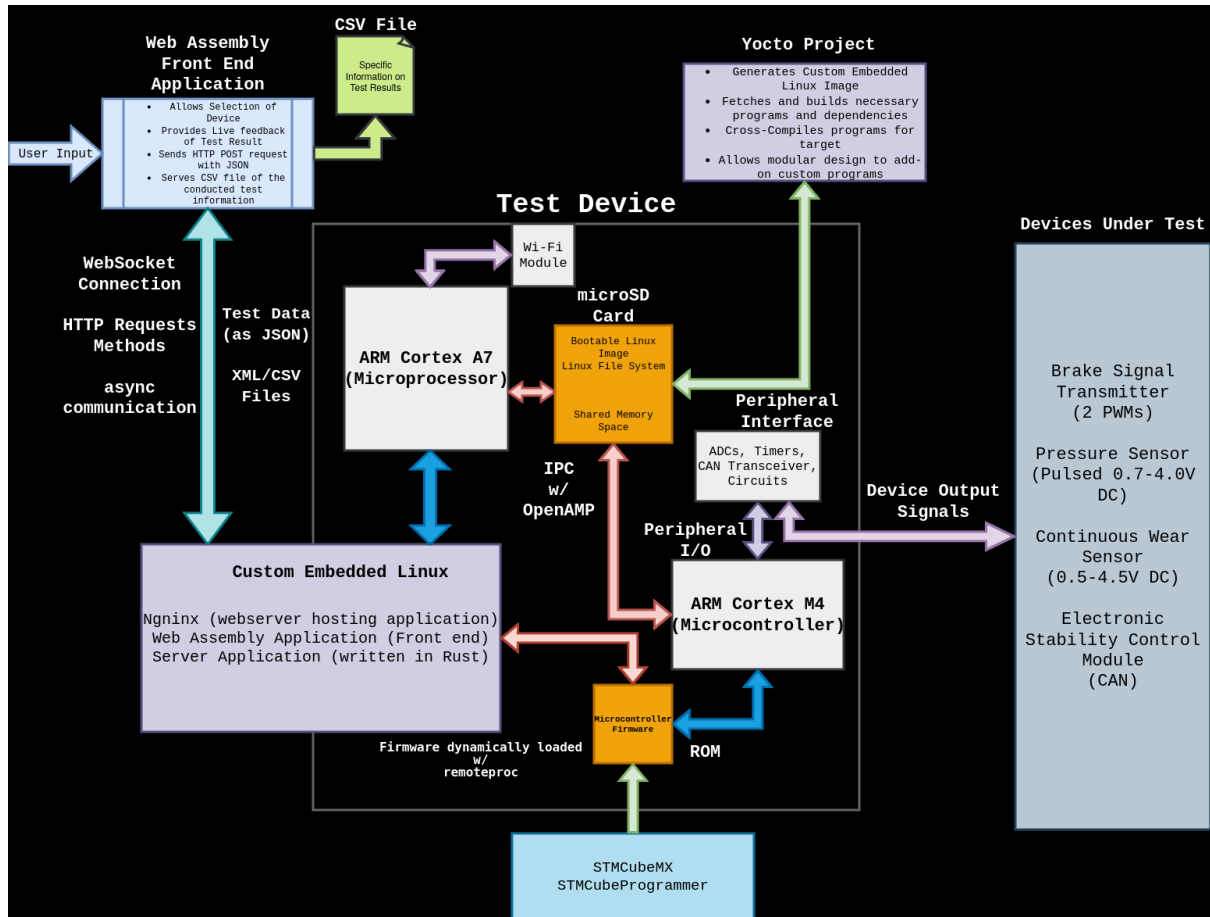 CSV File
Web Assembly
Front End
Application
Specific
Information on
Test Results
• Allows Selection of
Device
• Provides Live feedback
of Test Result
• Sends HTTP POST request
with JSON
• Serves CSV file of the
conducted test
information
User Input
Yocto Project
• Generates Custom Embedded
Linux Image
• Fetches and builds necessary
programs and dependencies
• Cross-Compiles programs for
target
• Allows modular design to add-
on custom programs
Test Device
Wi-Fi
Module
WebSocket
Connection
HTTP Requests
Methods
async
communication
Test Data
(as JSON)
XML/CSV
Files
ARM Cortex A7
(Microprocessor)
microSD
Card
Bootable Linux
Image
Linux File System
Shared Memory
Space
Peripheral
Interface
ADCs, Timers,
CAN Transceiver,
Circuits
IPC
w/
OpenAMP
Peripheral
I/O
Device Output
Signals
Devices Under Test
Brake Signal
Transmitter
(2 PWMs)
Pressure Sensor
(Pulsed 0.7-4.0V
DC)
Continuous Wear
Sensor
(0.5-4.5V DC)
Electronic
Stability Control
Module
(CAN)
Custom Embedded Linux
Ngninx (webserver hosting application)
Web Assembly Application (Front end)
Server Application (written in Rust)
ARM Cortex M4
(Microcontroller)
Microcontroller
Firmware
ROM
Firmware dynamically loaded
w/
remoteproc
STMCubeMX
STMCubeProgrammer